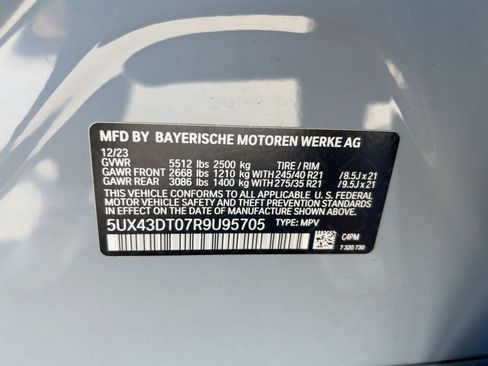 MFD BY BAYERISCHE MOTOREN WERKE AG
12/23
GVWR 5512 lbs 2500 kg TIRE / RIM
GAWR FRONT 2668 lbs 1210 kg WITH 245/40 R21 /8.5J x 21
GAWR REAR 3086 lbs 1400 kg WITH 275/35 R21 /9.5J x 21
THIS VEHICLE CONFORMS TO ALL APPLICABLE U. S. FEDERAL
MOTOR VEHICLE SAFETY AND THEFT PREVENTION STANDARDS
IN EFFECT ON THE DATE OF MANUFACTURE SHOWN ABOVE.
5UX43DT07R9U95705 TYPE: MPV
C4PM
7 320 730